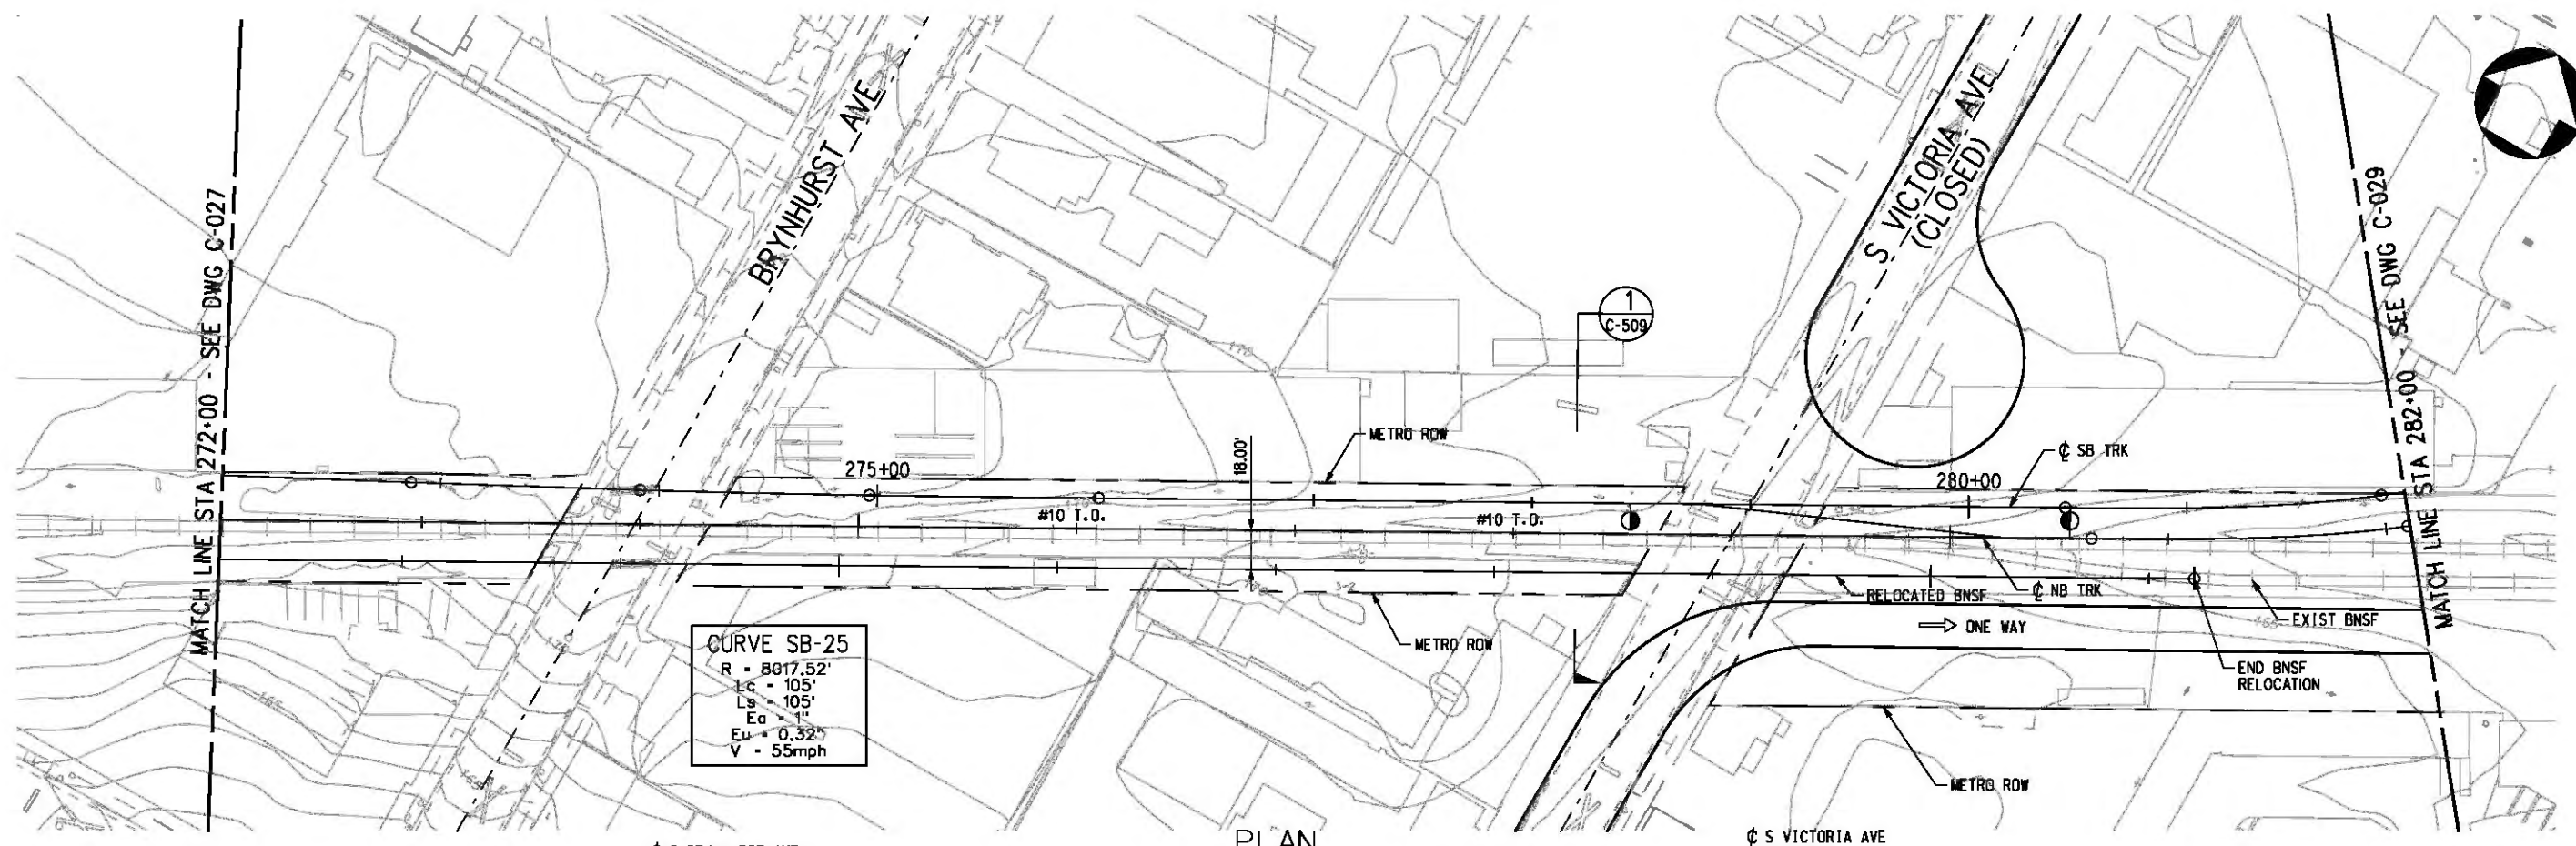 MATCH LINE STA 272+00 - SEE DWG C-027
BRYNHURST AVE
S VICTORIA AVE
(CLOSED)
MATCH LINE STA 282+00 - SEE DWG C-029
1
C-509
METRO ROW
275+00
18.00'
℄ SB TRK
280+00
#10 T.O.
#10 T.O.
RELOCATED BNSF
℄ NB TRK
EXIST BNSF
ONE WAY
METRO ROW
END BNSF
RELOCATION
METRO ROW
CURVE SB-25
R = 8017.52'
Lc = 105'
Ls = 105'
Ea = 1"
Eu = 0.32"
V = 55mph
PLAN
℄ S VICTORIA AVE